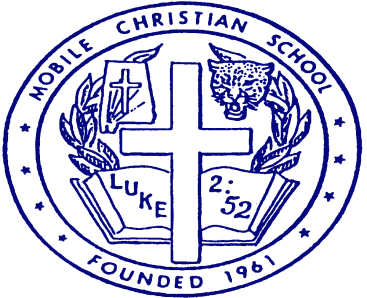 MOBILE CHRISTIAN SCHOOL
LUKE 2:52
FOUNDED 1961